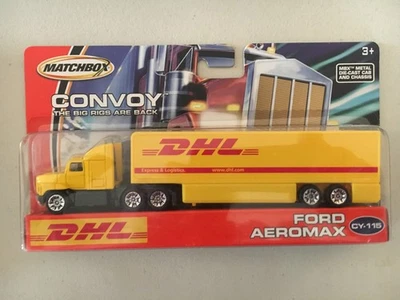 MATCHBOX
3+
MBX™ METAL
DIE-CAST CAB
AND CHASSIS
CONVOY
THE BIG RIGS ARE BACK
DHL
Express & Logistics.
www.dhl.com
DHL
FORD
AEROMAX
CY-115